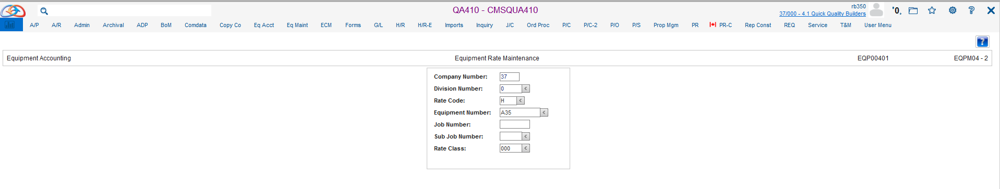 QA410 - CMSQUA410
rb350
37/000 - 4.1 Quick Quality Builders
A/P A/R Admin Archival ADP BoM Comdata Copy Co Eq Acct Eq Maint ECM Forms G/L H/R H/R-E Imports Inquiry J/C Ord Proc P/C P/C-2 P/O P/S Prop Mgm PR PR-C Rep Const REQ Service T&M User Menu
Equipment Accounting Equipment Rate Maintenance EQP00401 EQPM04 - 2
Company Number: 37
Division Number: 0
Rate Code: H
Equipment Number: A35
Job Number:
Sub Job Number:
Rate Class: 000